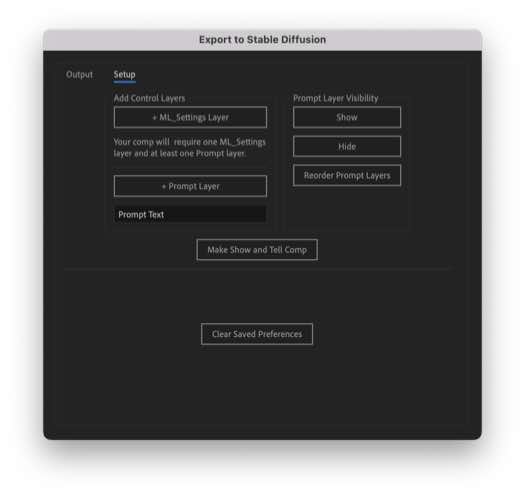 Export to Stable Diffusion
Output
Setup
Add Control Layers
+ ML_Settings Layer
Your comp will require one ML_Settings
layer and at least one Prompt layer.
+ Prompt Layer
Prompt Text
Prompt Layer Visibility
Show
Hide
Reorder Prompt Layers
Make Show and Tell Comp
Clear Saved Preferences